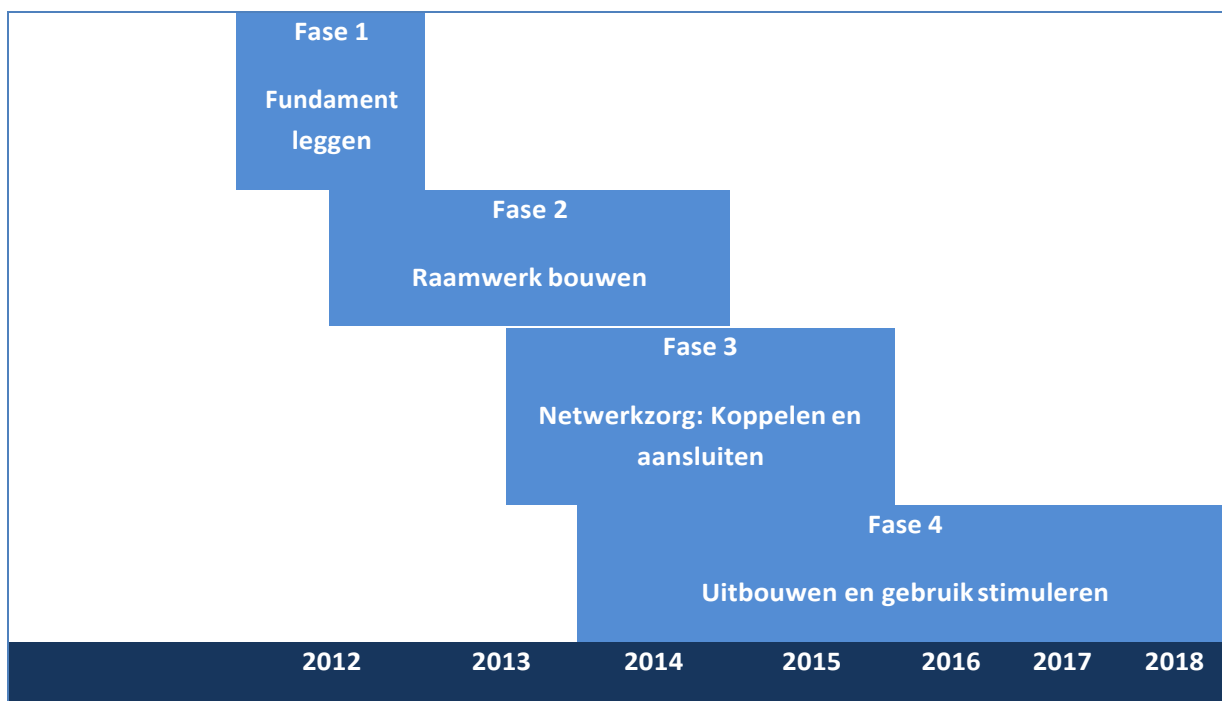 Fase 1
Fundament
leggen
Fase 2
Raamwerk bouwen
Fase 3
Netwerkzorg: Koppelen en
aansluiten
Fase 4
Uitbouwen en gebruik stimuleren
2012 2013 2014 2015 2016 2017 2018